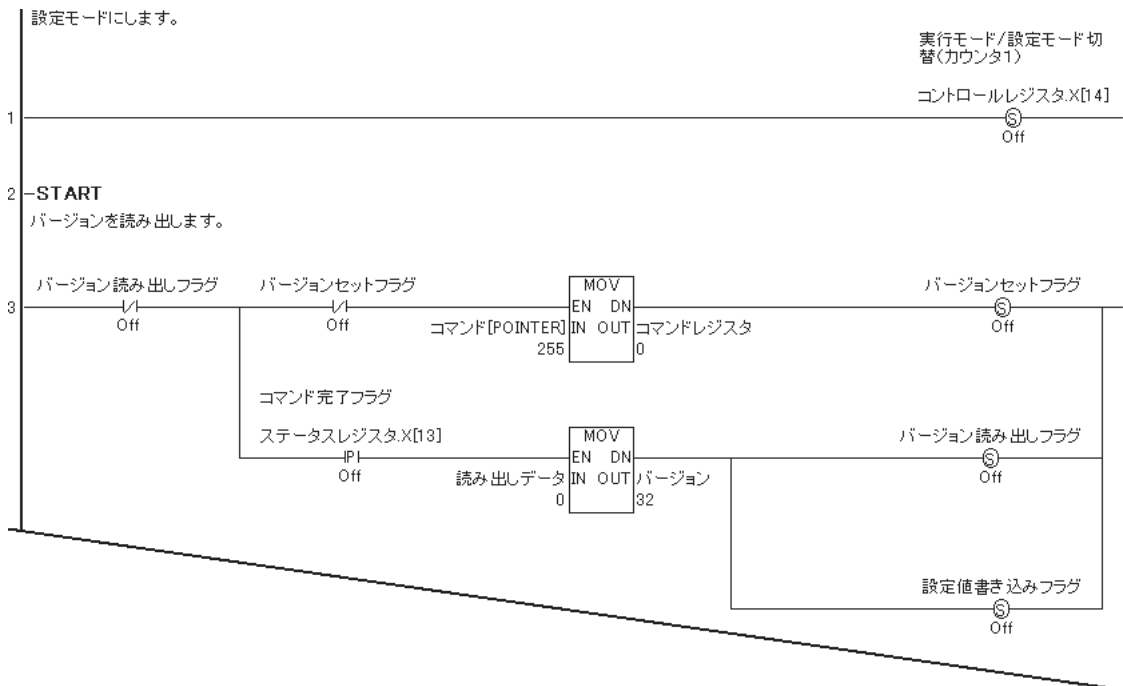 設定モードにします。
実行モード/設定モード切
替(カウンタ1)
コントロールレジスタ.X[14]
1
S
Off
2
-START
バージョンを読み出します。
バージョン読み出しフラグ
バージョンセットフラグ
MOV
バージョンセットフラグ
3
EN DN
S
Off
Off
コマンド[POINTER]
IN OUT
コマンドレジスタ
Off
255
0
コマンド完了フラグ
ステータスレジスタ.X[13]
MOV
バージョン読み出しフラグ
P
EN DN
S
Off
読み出しデータ
IN OUT
バージョン
Off
0
32
設定値書き込みフラグ
S
Off